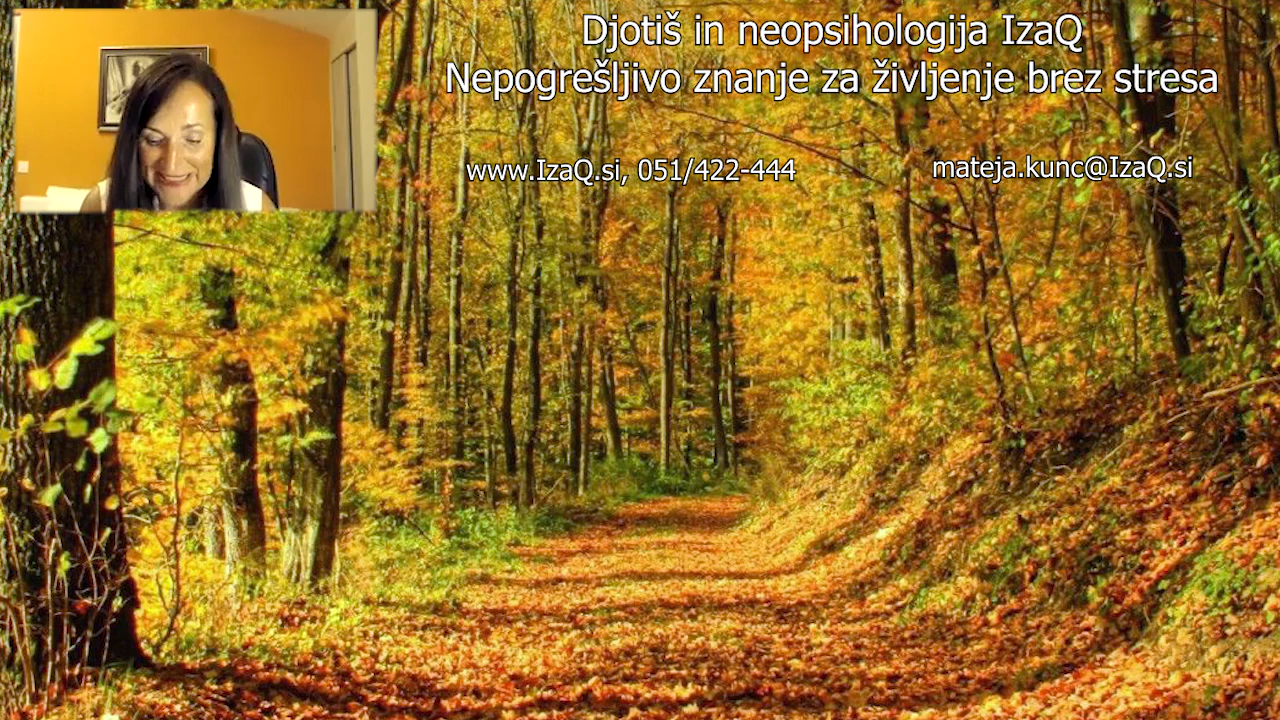 Djotiš in neopsihologija IzaQ
Nepogrešljivo znanje za življenje brez stresa
www.IzaQ.si, 051/422-444
mateja.kunc@IzaQ.si